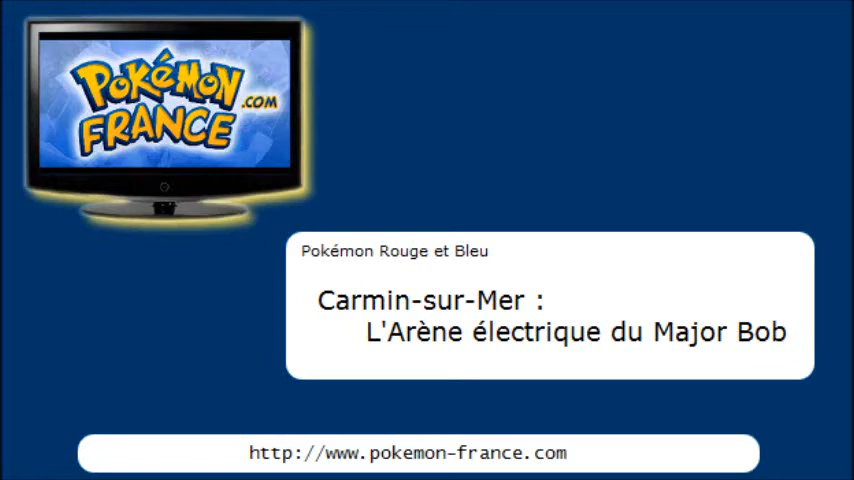 POKéMON
.COM
FRANCE
Pokémon Rouge et Bleu
Carmin-sur-Mer :
L'Arène électrique du Major Bob
http://www.pokemon-france.com